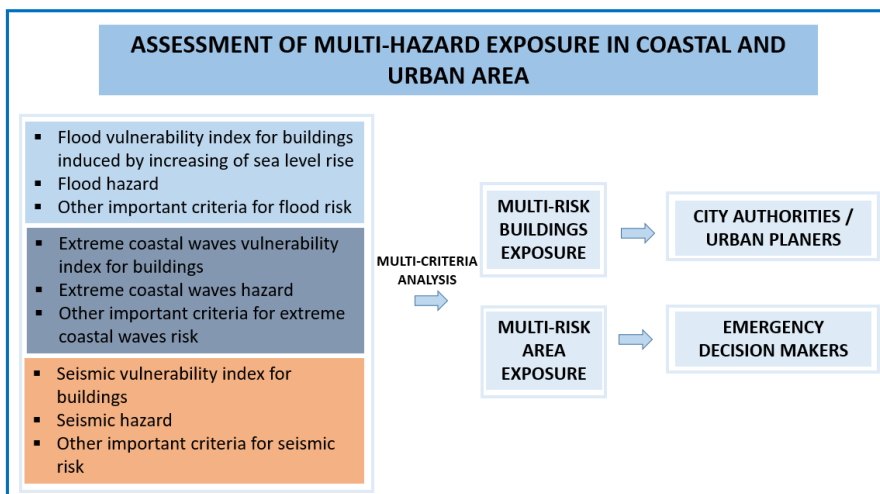 ASSESSMENT OF MULTI-HAZARD EXPOSURE IN COASTAL AND
URBAN AREA
▪ Flood vulnerability index for buildings
induced by increasing of sea level rise
▪ Flood hazard
▪ Other important criteria for flood risk
▪ Extreme coastal waves vulnerability
index for buildings
▪ Extreme coastal waves hazard
▪ Other important criteria for extreme
coastal waves risk
▪ Seismic vulnerability index for
buildings
▪ Seismic hazard
▪ Other important criteria for seismic
risk
MULTI-CRITERIA
ANALYSIS
MULTI-RISK
BUILDINGS
EXPOSURE
CITY AUTHORITIES /
URBAN PLANERS
MULTI-RISK
AREA
EXPOSURE
EMERGENCY
DECISION MAKERS